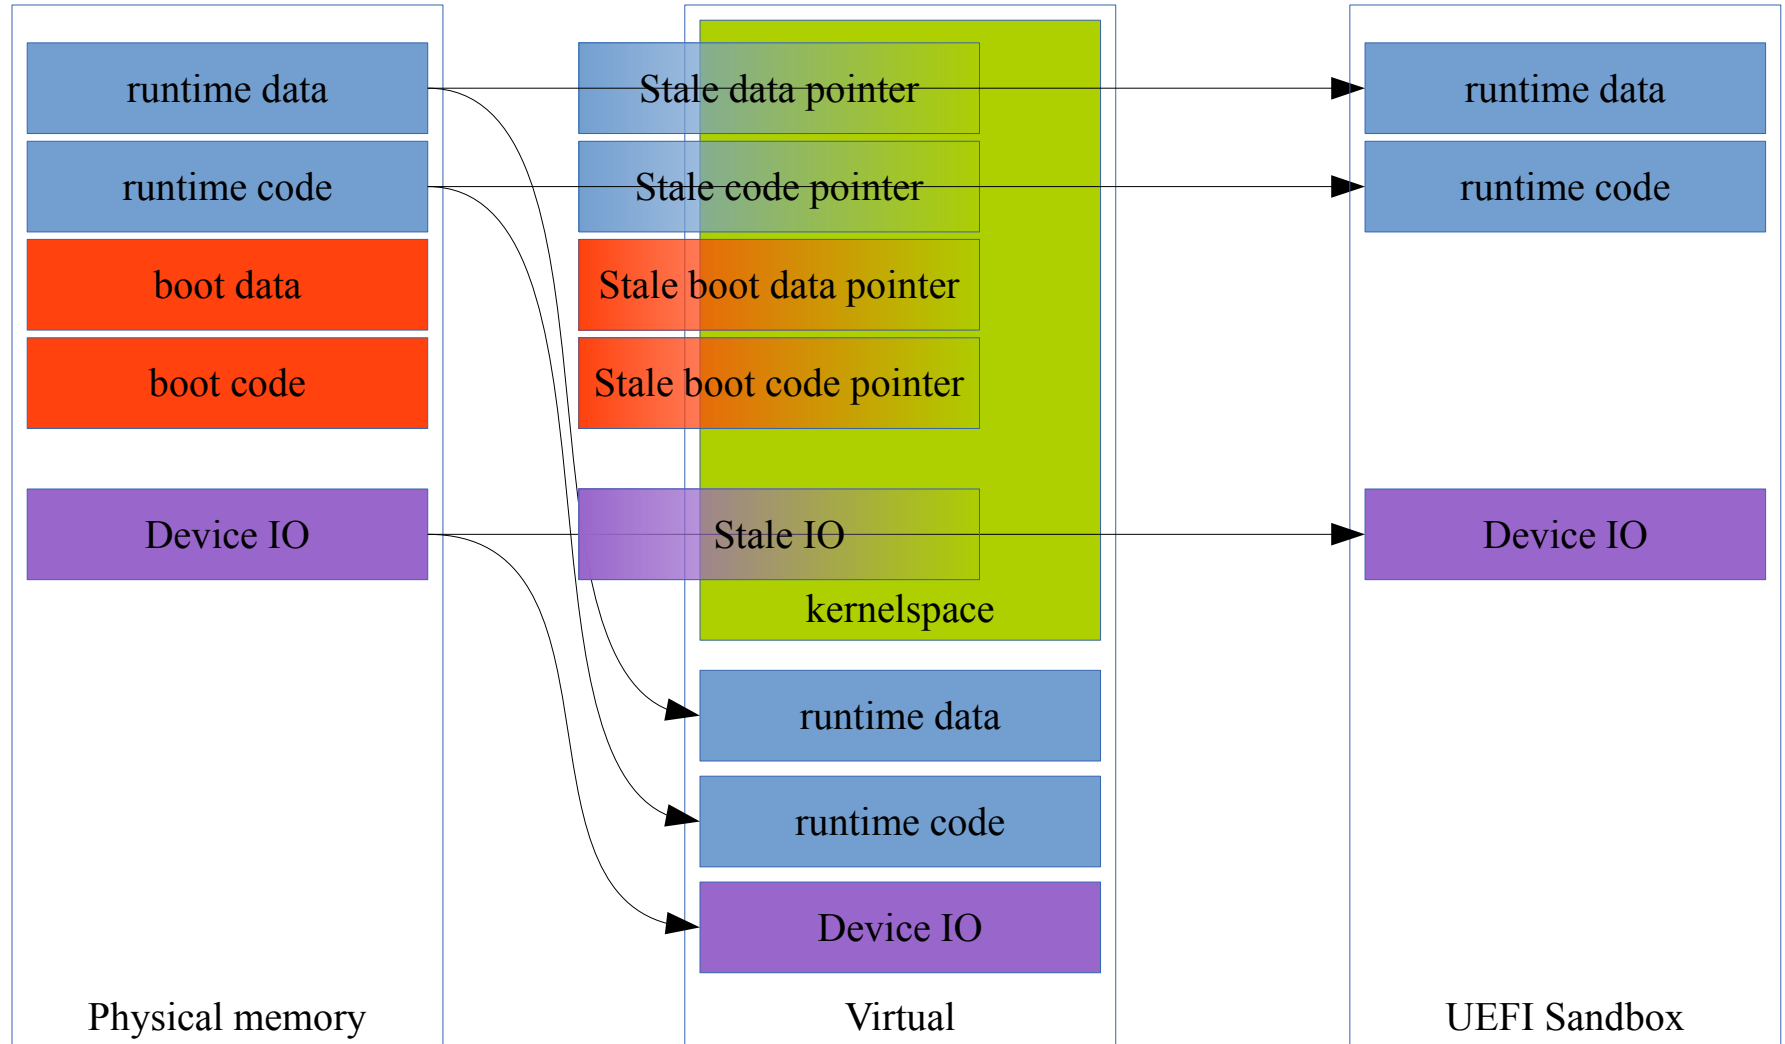 runtime data
runtime code
boot data
boot code
Device IO
Physical memory
Stale data pointer
Stale code pointer
Stale boot data pointer
Stale boot code pointer
Stale IO
kernelspace
runtime data
runtime code
Device IO
Virtual
runtime data
runtime code
Device IO
UEFI Sandbox